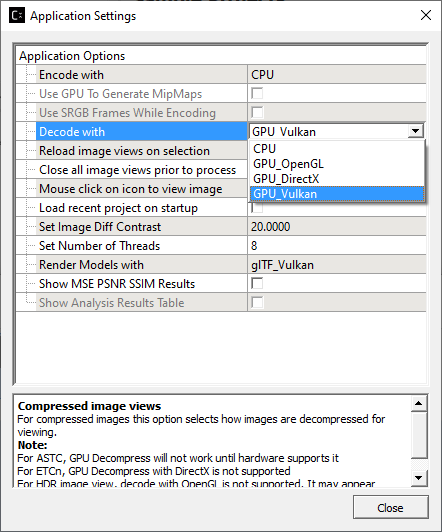 Application Settings
Application Options
Encode with CPU
Use GPU To Generate MipMaps
Use SRGB Frames While Encoding
Decode with GPU_Vulkan
CPU
Reload image views on selection
GPU_OpenGL
Close all image views prior to process
GPU_DirectX
Mouse click on icon to view image
GPU_Vulkan
Load recent project on startup
Set Image Diff Contrast 20.0000
Set Number of Threads 8
Render Models with glTF_Vulkan
Show MSE PSNR SSIM Results
Show Analysis Results Table
Compressed image views
For compressed images this option selects how images are decompressed for
viewing.
Note:
For ASTC, GPU Decompress will not work until hardware supports it
For ETCn, GPU Decompress with DirectX is not supported
For HDR image view, decode with OpenGL is not supported. It may appear
Close